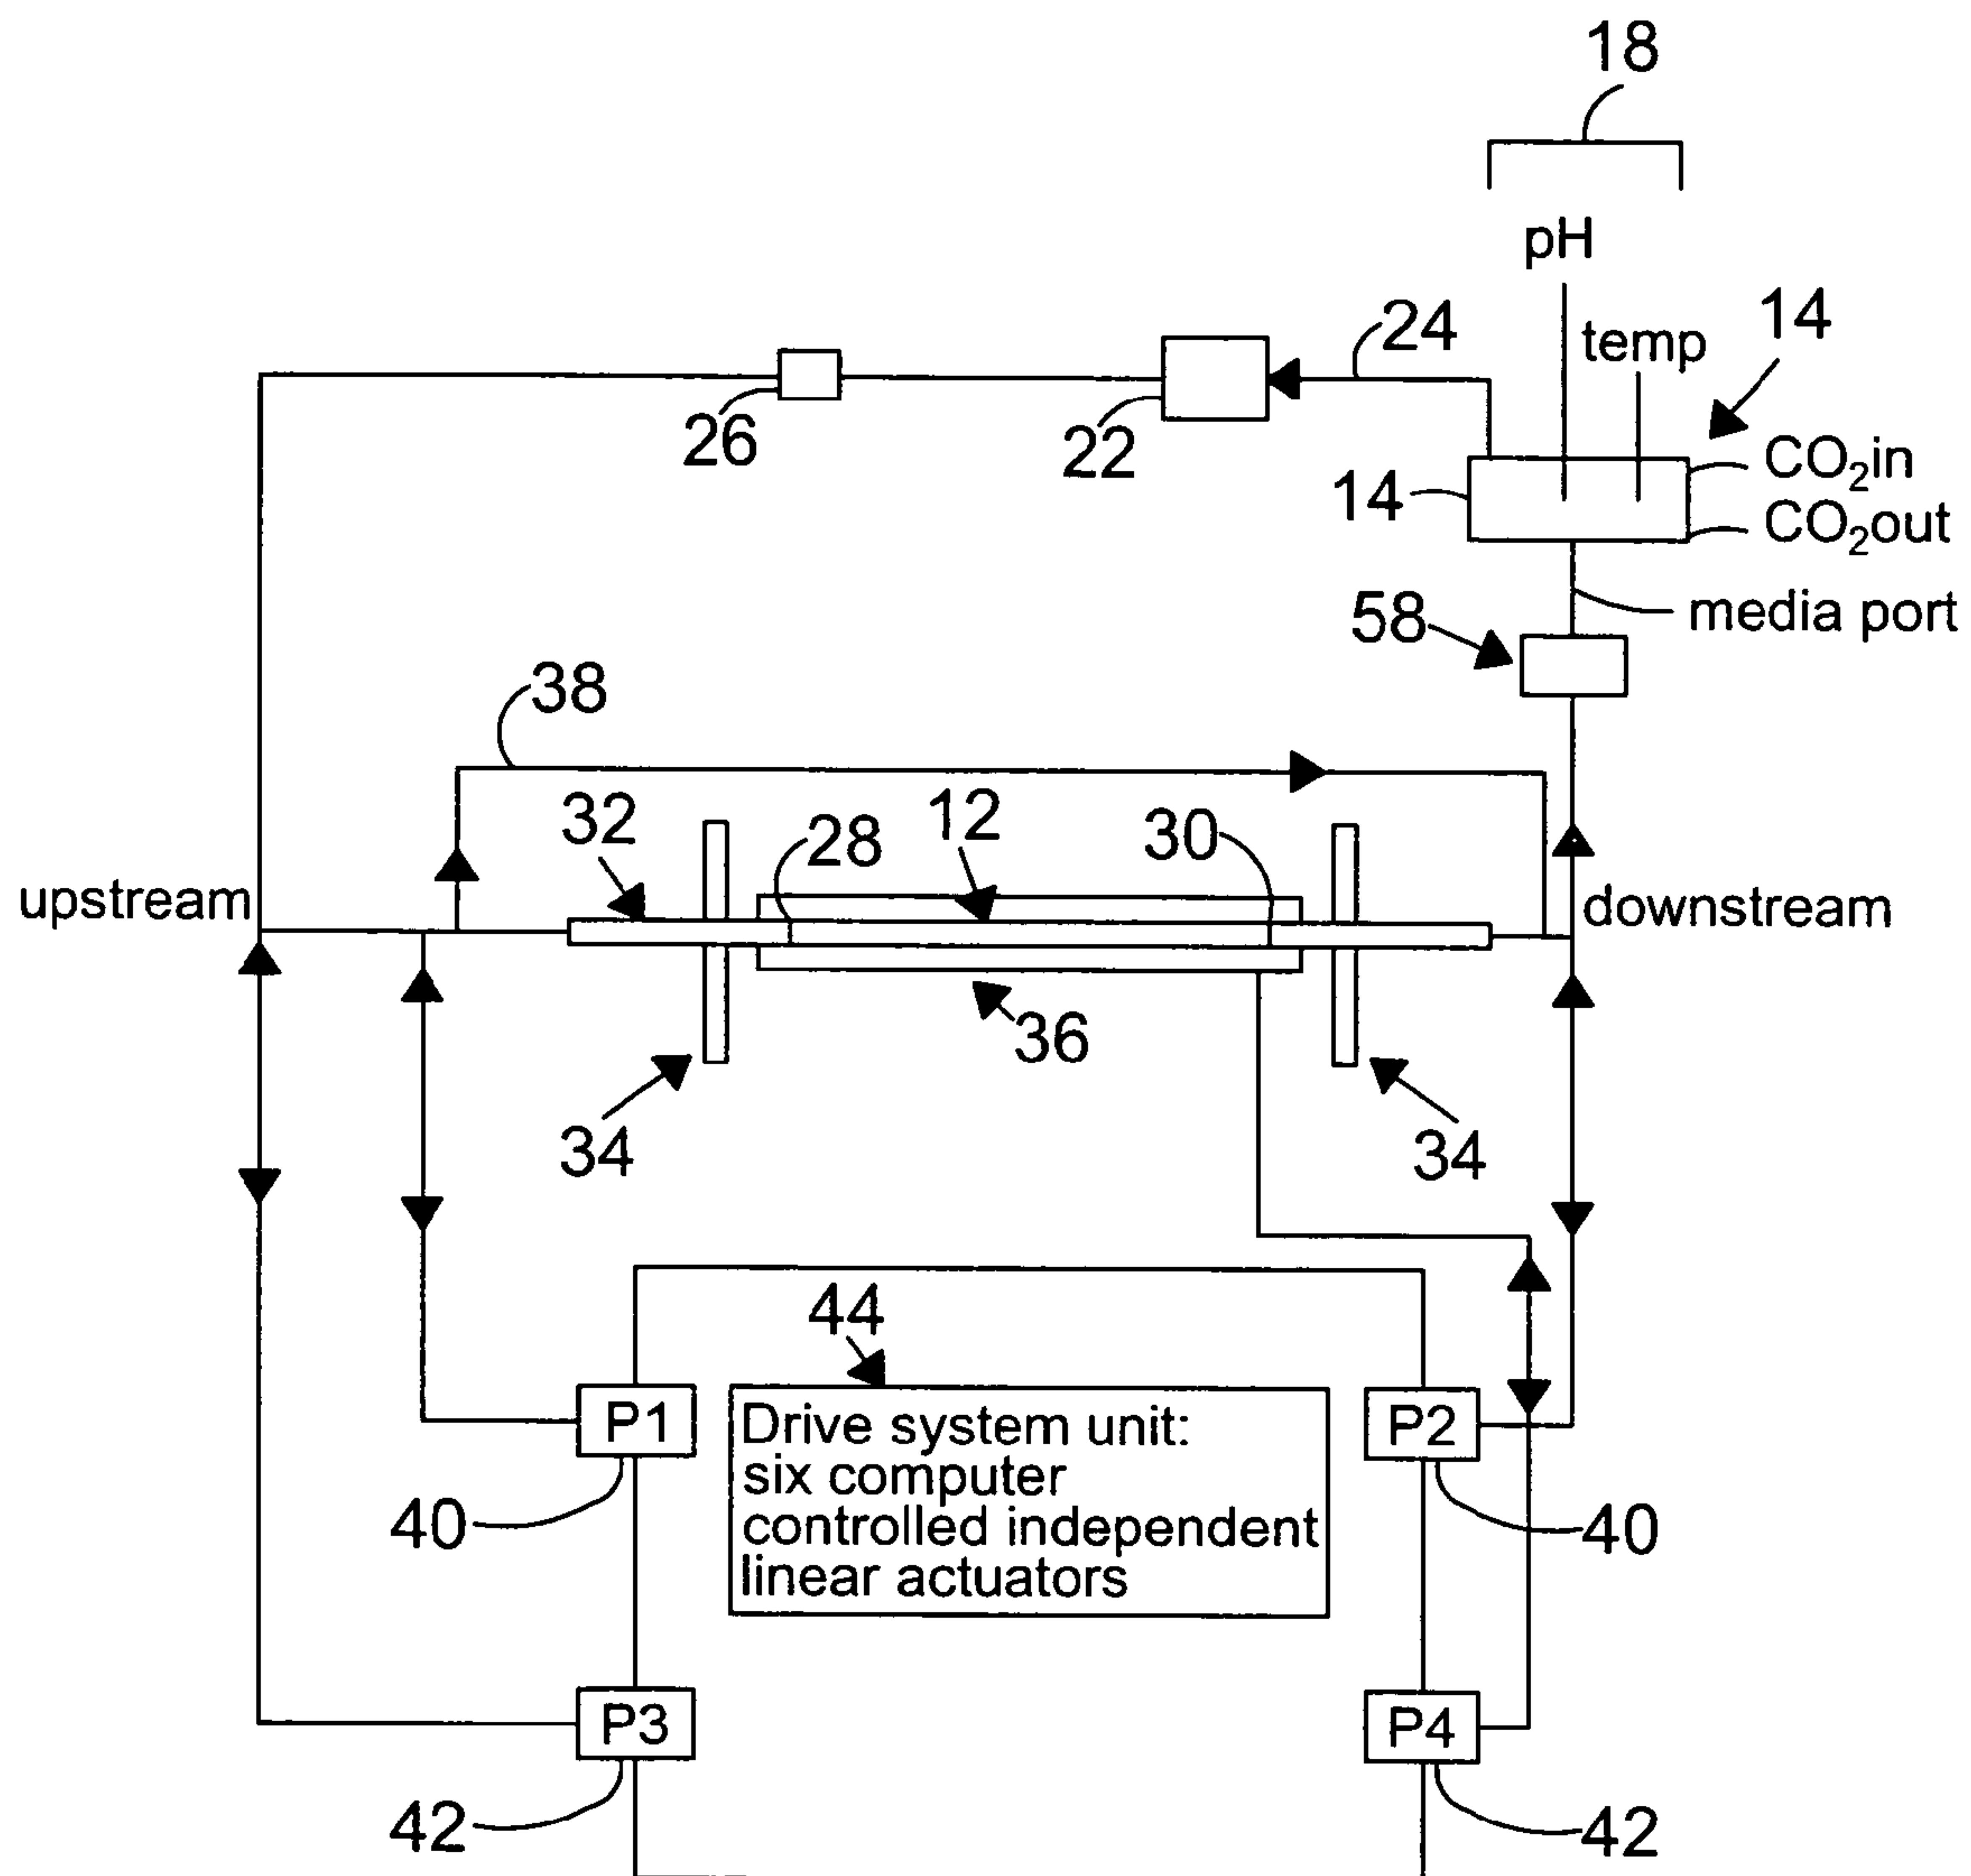 18
pH
temp
14
24
26
22
14
CO₂in
CO₂out
media port
58
38
32
28
12
30
upstream
downstream
36
34
34
44
P1
Drive system unit:
six computer
controlled independent
linear actuators
P2
40
40
P3
P4
42
42